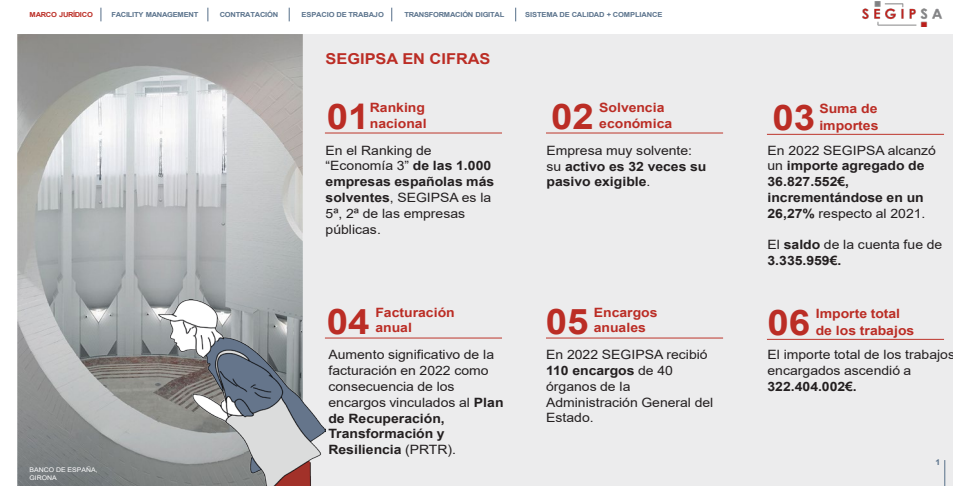 MARCO JURÍDICO | FACILITY MANAGEMENT | CONTRATACIÓN | ESPACIO DE TRABAJO | TRANSFORMACIÓN DIGITAL | SISTEMA DE CALIDAD + COMPLIANCE
SEGIPSA
SEGIPSA EN CIFRAS
01 Ranking
nacional
En el Ranking de
“Economía 3” de las 1.000
empresas españolas más
solventes, SEGIPSA es la
5ª, 2ª de las empresas
públicas.
02 Solvencia
económica
Empresa muy solvente:
su activo es 32 veces su
pasivo exigible.
03 Suma de
importes
En 2022 SEGIPSA alcanzó
un importe agregado de
36.827.552€,
incrementándose en un
26,27% respecto al 2021.
El saldo de la cuenta fue de
3.335.959€.
04 Facturación
anual
Aumento significativo de la
facturación en 2022 como
consecuencia de los
encargos vinculados al Plan
de Recuperación,
Transformación y
Resiliencia (PRTR).
05 Encargos
anuales
En 2022 SEGIPSA recibió
110 encargos de 40
órganos de la
Administración General del
Estado.
06 Importe total
de los trabajos
El importe total de los trabajos
encargados ascendió a
322.404.002€.
BANCO DE ESPAÑA,
GIRONA
1